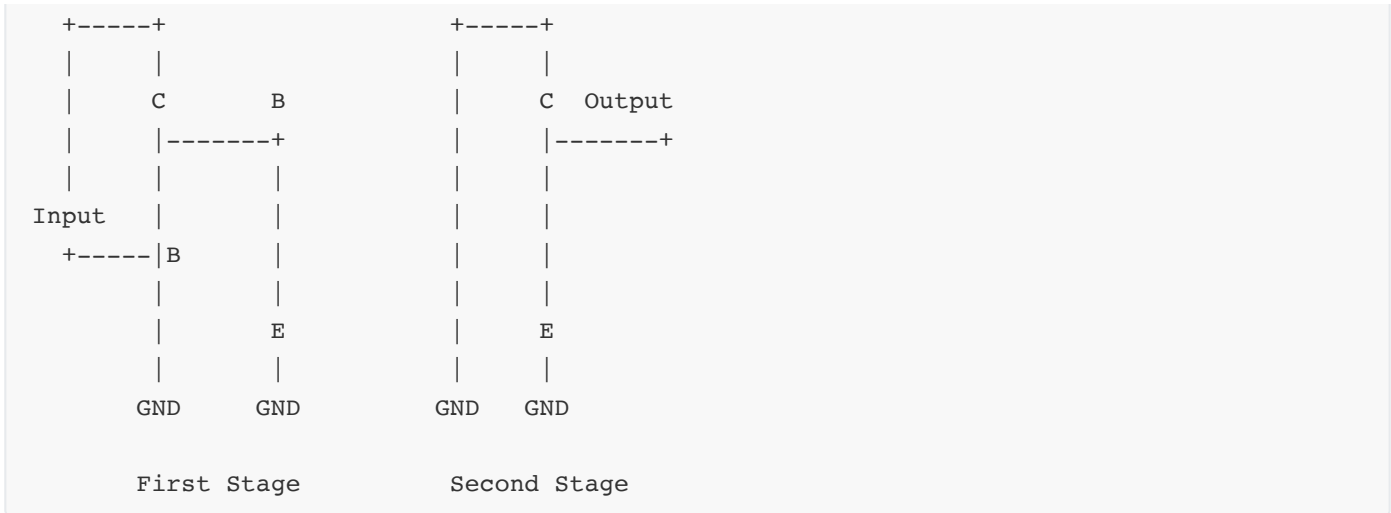 +-----+                   +-----+
|     |                   |     |
|     C       B           |     C  Output
|     |-------+           |     |-------+
|     |       |           |     |
Input   |       |           |     |
+-----|B      |           |     |
|       |           |     |
|       E           |     E
|       |           |     |
GND     GND         GND   GND
First Stage          Second Stage